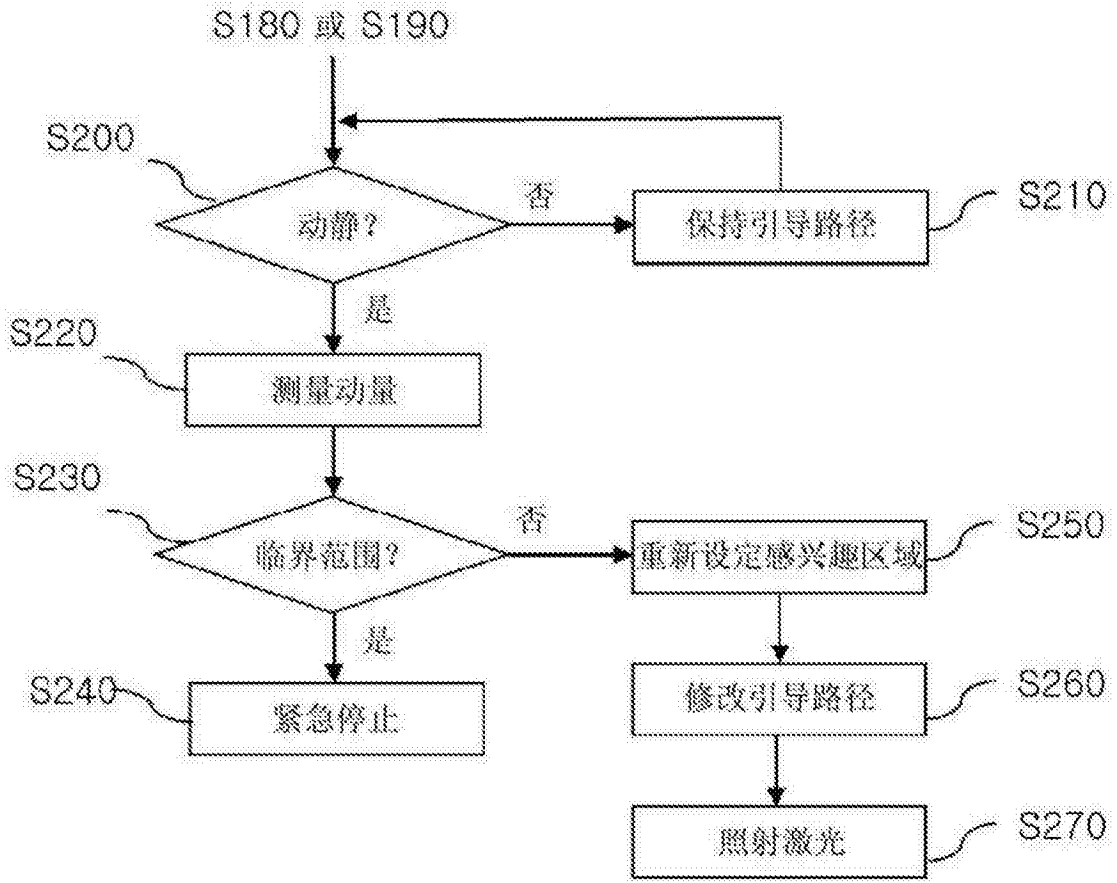 S180 或 S190
S200
动静?
否
保持引导路径
S210
是
S220
测量动量
S230
临界范围?
否
重新设定感兴趣区域
S250
是
S240
紧急停止
修改引导路径
S260
照射激光
S270